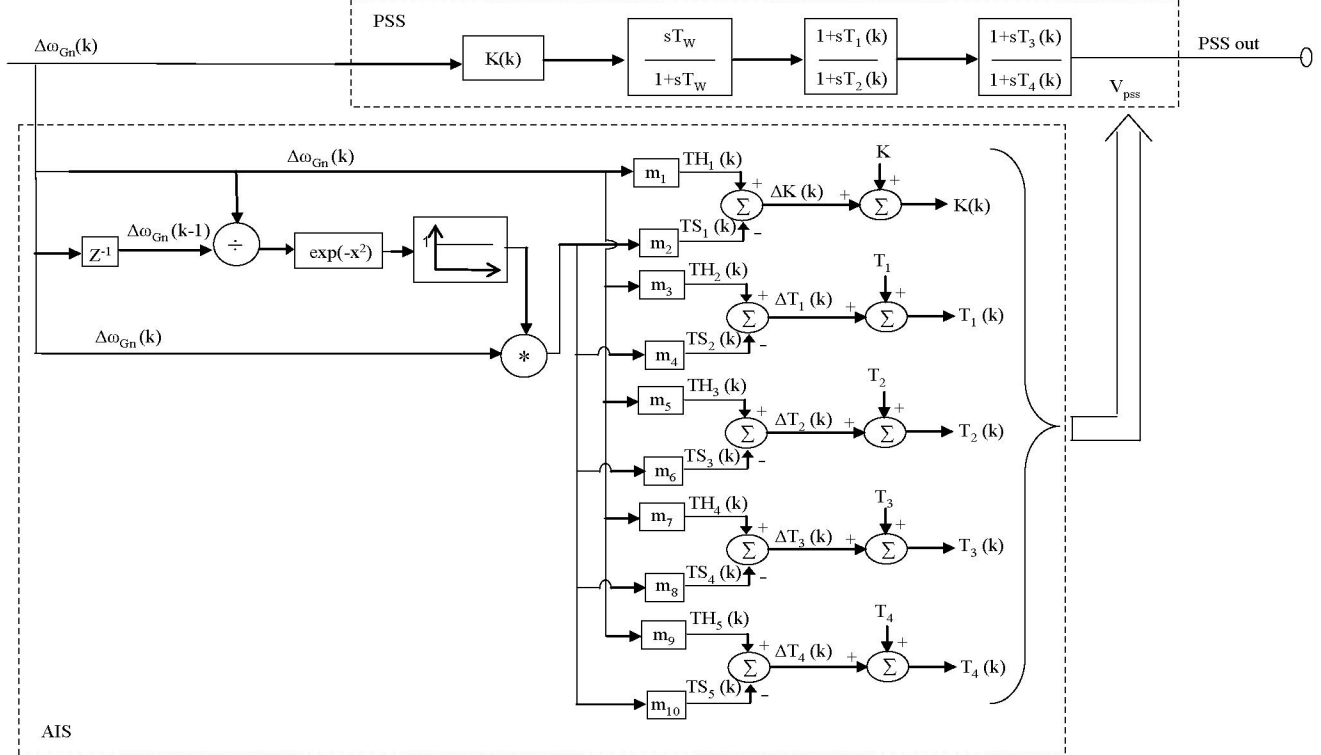 PSS
Δω_Gn(k)
K(k)
sT_W
1+sT_W
1+sT_1(k)
1+sT_2(k)
1+sT_3(k)
1+sT_4(k)
PSS out
V_pss
Δω_Gn(k)
m_1
TH_1(k)
+
Σ
ΔK(k)
+
K
+
Σ
K(k)
Z^-1
Δω_Gn(k-1)
÷
exp(-x^2)
1
m_2
TS_1(k)
-
m_3
TH_2(k)
+
Σ
ΔT_1(k)
+
T_1
+
Σ
T_1(k)
Δω_Gn(k)
*
m_4
TS_2(k)
-
m_5
TH_3(k)
+
Σ
ΔT_2(k)
+
T_2
+
Σ
T_2(k)
m_6
TS_3(k)
-
m_7
TH_4(k)
+
Σ
ΔT_3(k)
+
T_3
+
Σ
T_3(k)
m_8
TS_4(k)
-
m_9
TH_5(k)
+
Σ
ΔT_4(k)
+
T_4
+
Σ
T_4(k)
m_10
TS_5(k)
-
AIS